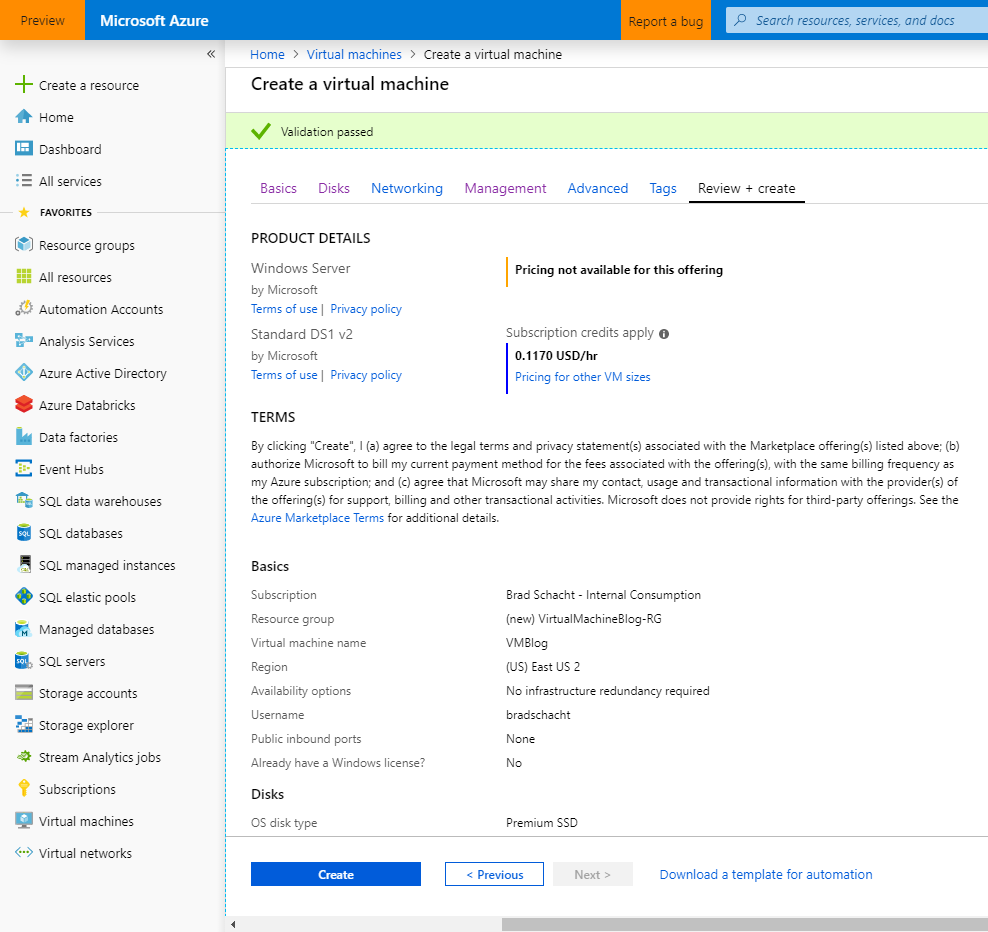 Preview
Microsoft Azure
Report a bug
Search resources, services, and docs
«
Create a resource
Home
Dashboard
All services
FAVORITES
Resource groups
All resources
Automation Accounts
Analysis Services
Azure Active Directory
Azure Databricks
Data factories
Event Hubs
SQL data warehouses
SQL databases
SQL managed instances
SQL elastic pools
Managed databases
SQL servers
Storage accounts
Storage explorer
Stream Analytics jobs
Subscriptions
Virtual machines
Virtual networks
Home > Virtual machines > Create a virtual machine
Create a virtual machine
Validation passed
Basics Disks Networking Management Advanced Tags Review + create
PRODUCT DETAILS
Windows Server
by Microsoft
Terms of use | Privacy policy
Pricing not available for this offering
Standard DS1 v2
by Microsoft
Terms of use | Privacy policy
Subscription credits apply
0.1170 USD/hr
Pricing for other VM sizes
TERMS
By clicking "Create", I (a) agree to the legal terms and privacy statement(s) associated with the Marketplace offering(s) listed above; (b)
authorize Microsoft to bill my current payment method for the fees associated with the offering(s), with the same billing frequency as
my Azure subscription; and (c) agree that Microsoft may share my contact, usage and transactional information with the provider(s) of
the offering(s) for support, billing and other transactional activities. Microsoft does not provide rights for third-party offerings. See the
Azure Marketplace Terms for additional details.
Basics
Subscription Brad Schacht - Internal Consumption
Resource group (new) VirtualMachineBlog-RG
Virtual machine name VMBlog
Region (US) East US 2
Availability options No infrastructure redundancy required
Username bradschacht
Public inbound ports None
Already have a Windows license? No
Disks
OS disk type Premium SSD
Create < Previous Next > Download a template for automation